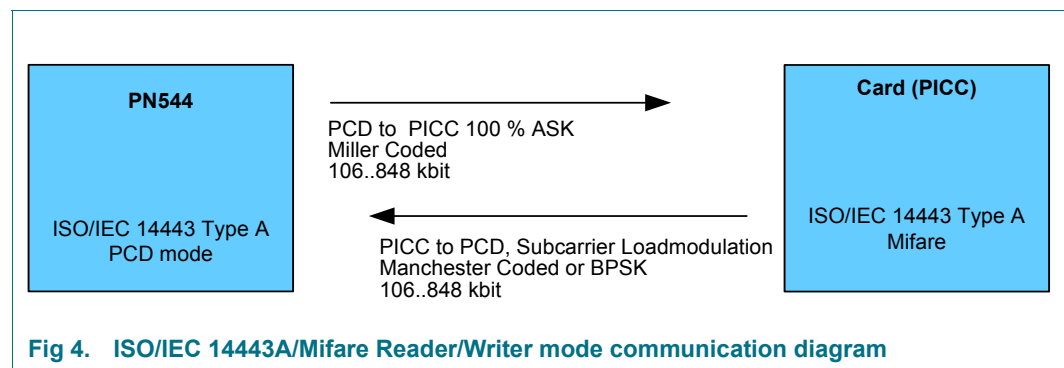 PN544
ISO/IEC 14443 Type A
PCD mode
PCD to PICC 100 % ASK
Miller Coded
106..848 kbit
PICC to PCD, Subcarrier Loadmodulation
Manchester Coded or BPSK
106..848 kbit
Card (PICC)
ISO/IEC 14443 Type A
Mifare
Fig 4. ISO/IEC 14443A/Mifare Reader/Writer mode communication diagram